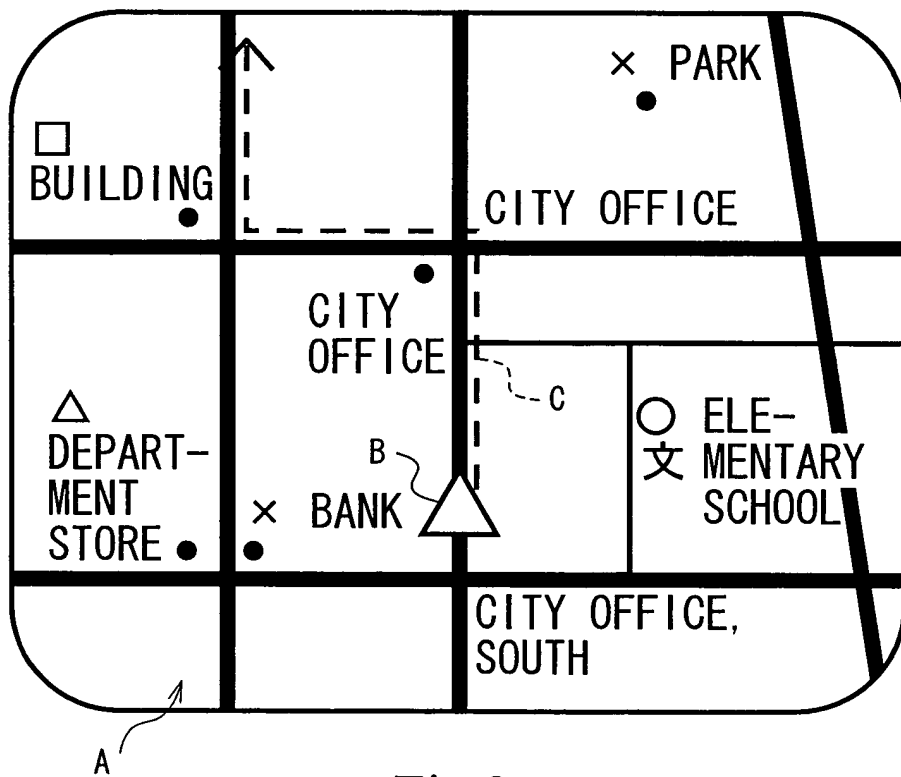 × PARK
□
BUILDING
CITY OFFICE
CITY
OFFICE
C
△
DEPART-
MENT
STORE
B
× BANK
○ ELE-
文 MENTARY
SCHOOL
CITY OFFICE,
SOUTH
A